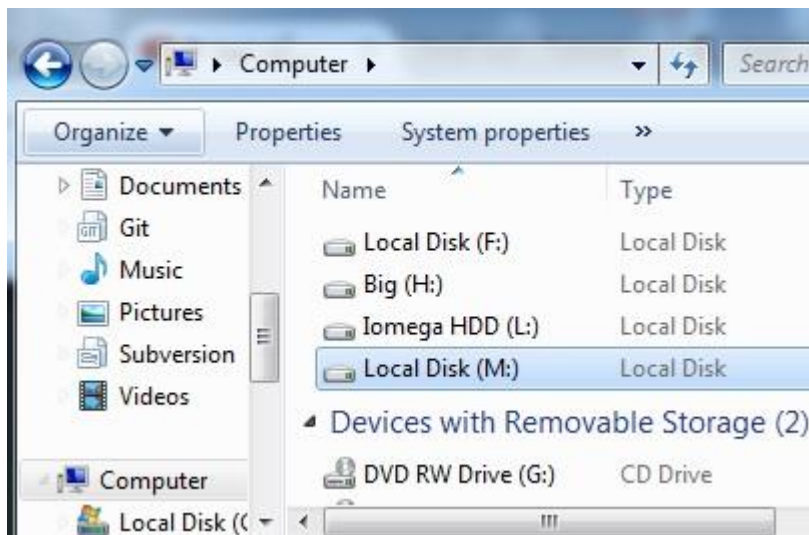 Computer
Search
Organize Properties System properties »
Documents
Git
Music
Pictures
Subversion
Videos
Computer
Local Disk (C
Name Type
Local Disk (F:) Local Disk
Big (H:) Local Disk
Iomega HDD (L:) Local Disk
Local Disk (M:) Local Disk
Devices with Removable Storage (2)
DVD RW Drive (G:) CD Drive